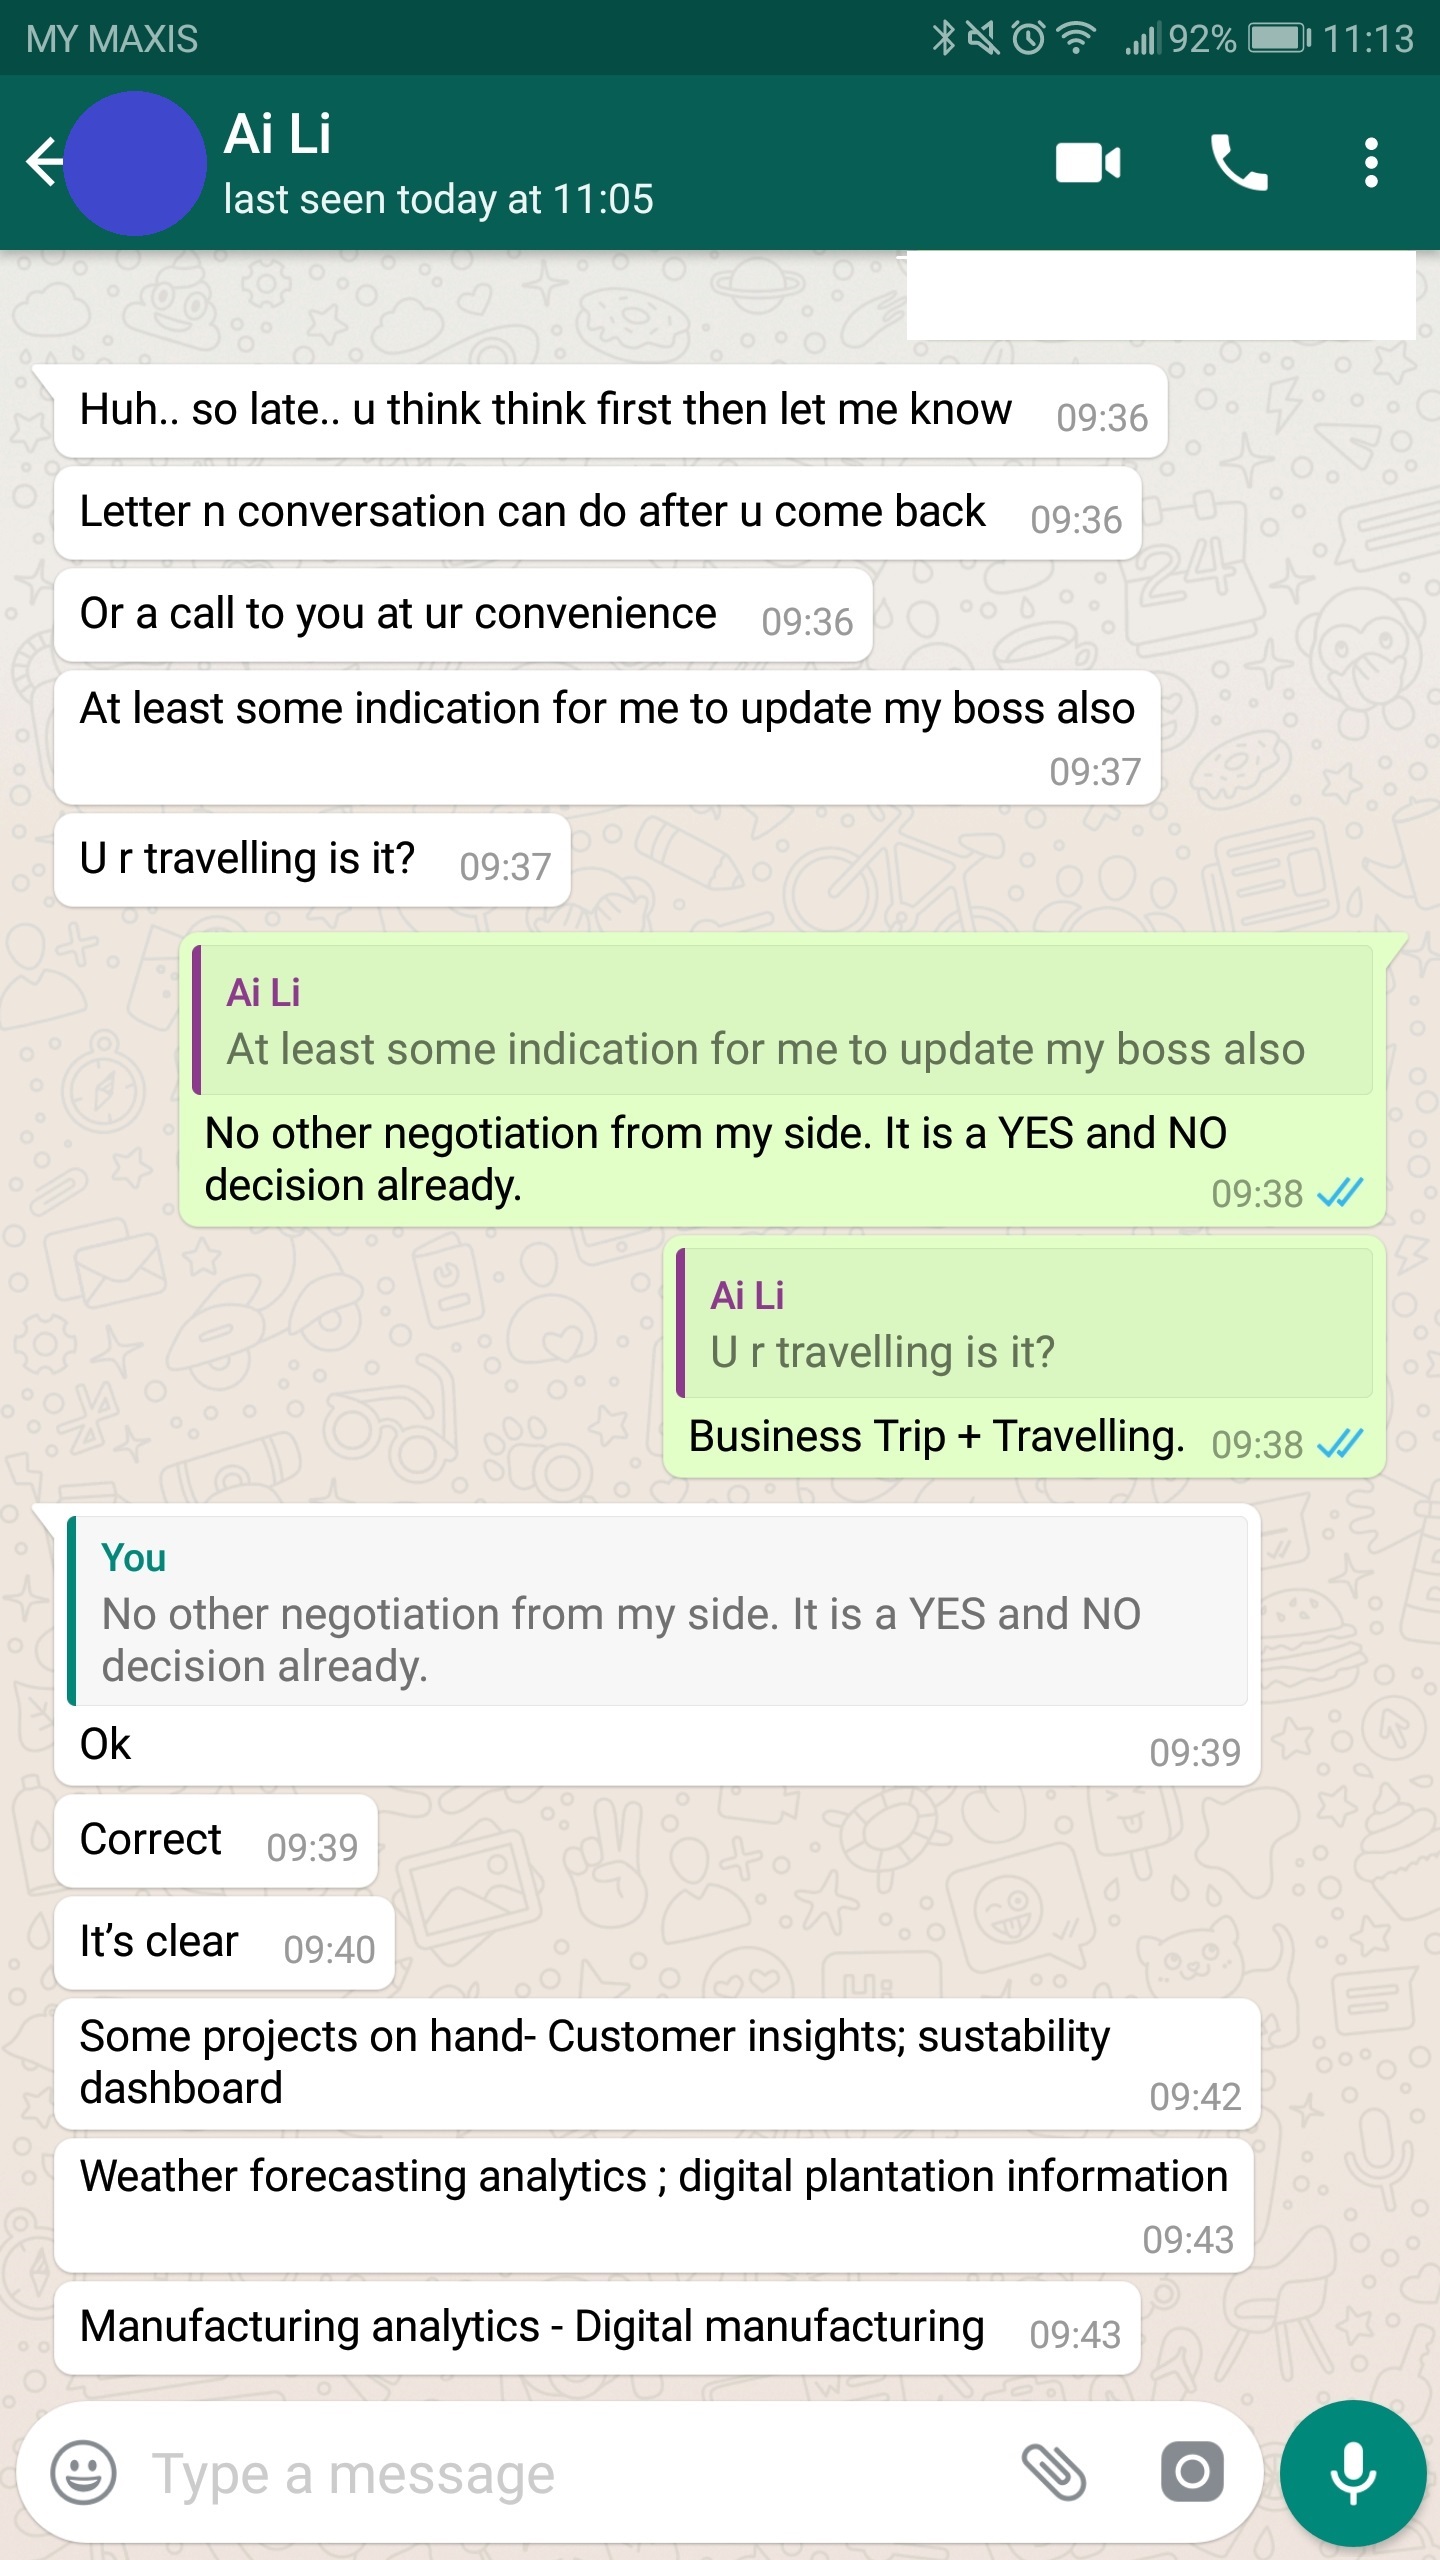 MY MAXIS 92% 11:13
Ai Li
last seen today at 11:05
Huh.. so late.. u think think first then let me know 09:36
Letter n conversation can do after u come back 09:36
Or a call to you at ur convenience 09:36
At least some indication for me to update my boss also
09:37
U r travelling is it? 09:37
Ai Li
At least some indication for me to update my boss also
No other negotiation from my side. It is a YES and NO
decision already. 09:38
Ai Li
U r travelling is it?
Business Trip + Travelling. 09:38
You
No other negotiation from my side. It is a YES and NO
decision already.
Ok 09:39
Correct 09:39
It’s clear 09:40
Some projects on hand- Customer insights; sustability
dashboard 09:42
Weather forecasting analytics ; digital plantation information
09:43
Manufacturing analytics - Digital manufacturing 09:43
Type a message